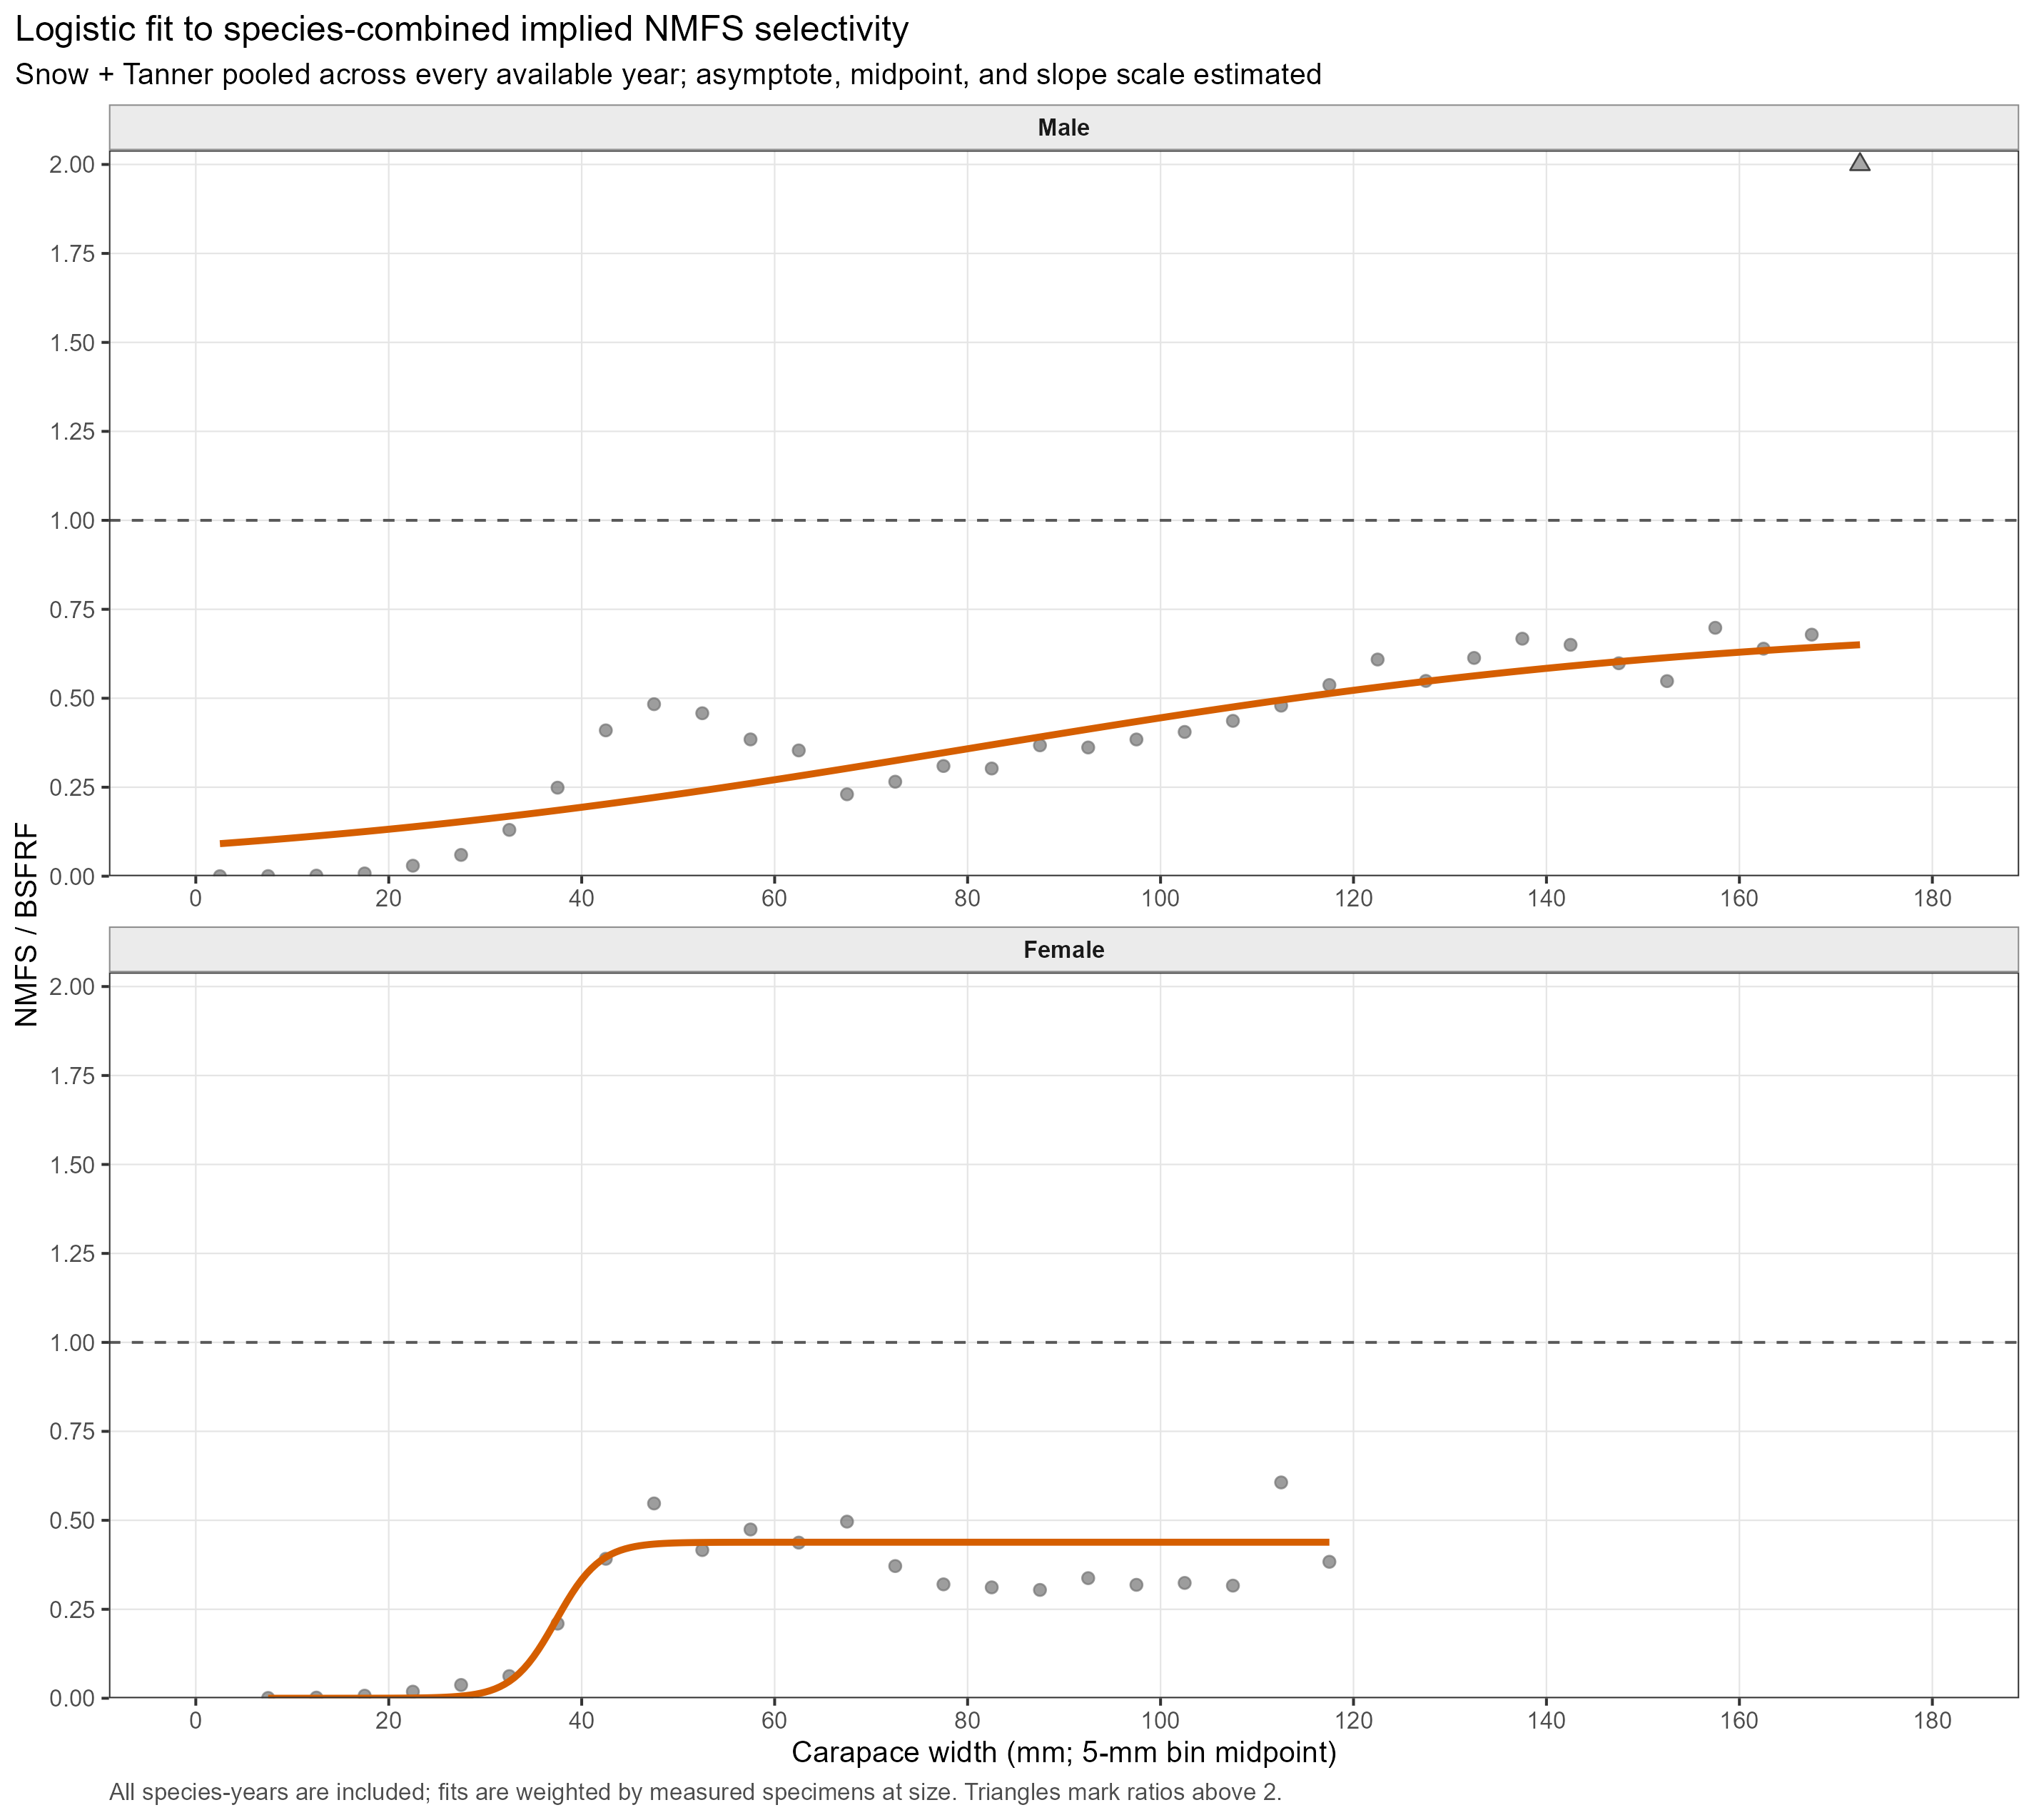 Logistic fit to species-combined implied NMFS selectivity
Snow + Tanner pooled across every available year; asymptote, midpoint, and slope scale estimated
Male
2.00
1.75
1.50
1.25
1.00
0.75
0.50
0.25
0.00
0 20 40 60 80 100 120 140 160 180
NMFS / BSFRF
Female
2.00
1.75
1.50
1.25
1.00
0.75
0.50
0.25
0.00
0 20 40 60 80 100 120 140 160 180
Carapace width (mm; 5-mm bin midpoint)
All species-years are included; fits are weighted by measured specimens at size. Triangles mark ratios above 2.